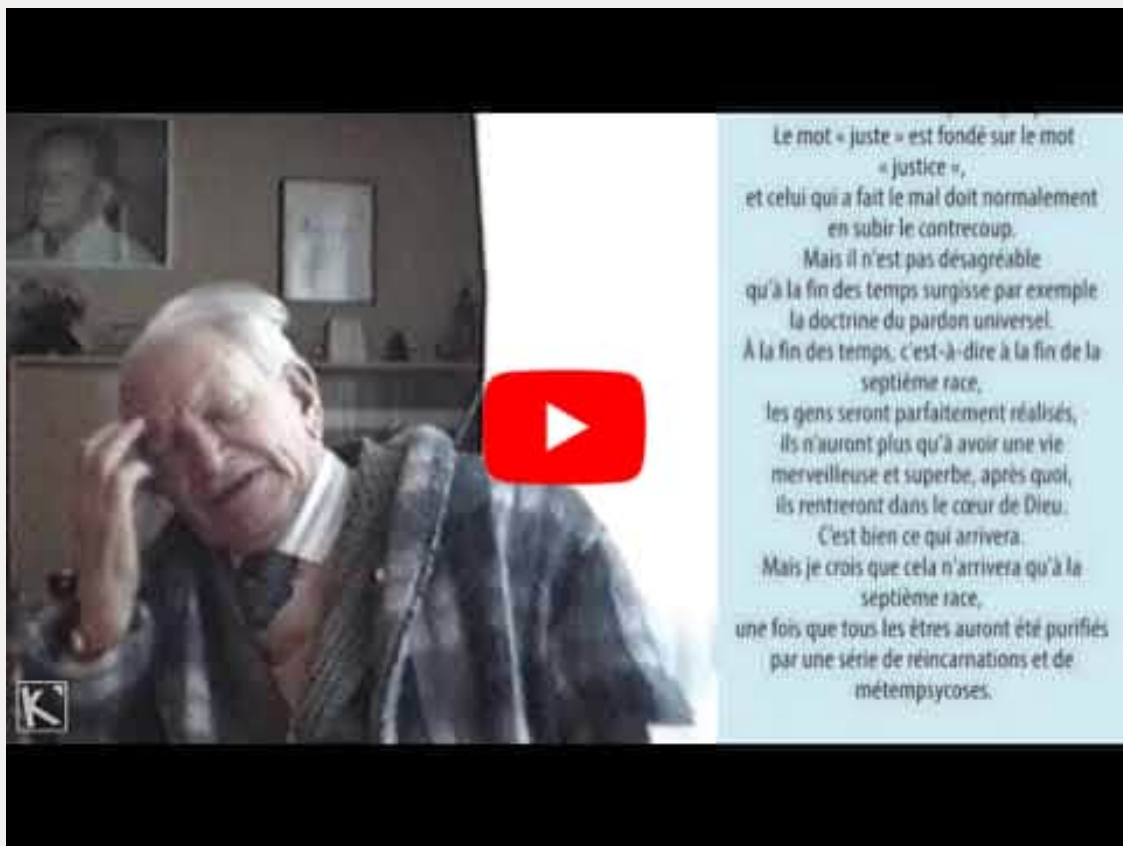 Le mot « juste » est fondé sur le mot
« justice »,
et celui qui a fait le mal doit normalement
en subir le contrecoup.
Mais il n'est pas désagréable
qu'à la fin des temps surgisse par exemple
la doctrine du pardon universel.
À la fin des temps, c'est-à-dire à la fin de la
septième race,
les gens seront parfaitement réalisés,
ils n'auront plus qu'à avoir une vie
merveilleuse et superbe, après quoi,
ils rentreront dans le cœur de Dieu.
C'est bien ce qui arrivera.
Mais je crois que cela n'arrivera qu'à la
septième race,
une fois que tous les êtres auront été purifiés
par une série de réincarnations et de
métempsycoses.
K